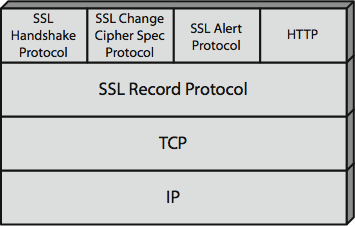 SSL
Handshake
Protocol
SSL Change
Cipher Spec
Protocol
SSL Alert
Protocol
HTTP
SSL Record Protocol
TCP
IP